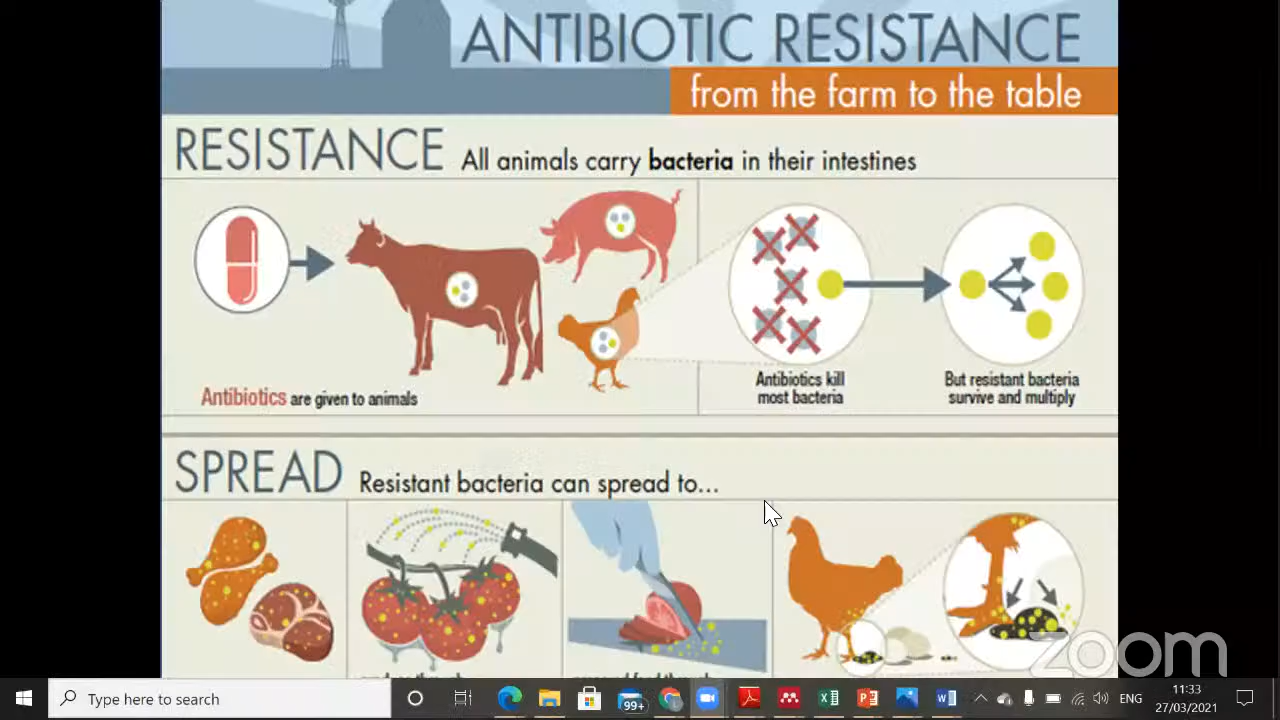 ANTIBIOTIC RESISTANCE
from the farm to the table
RESISTANCE All animals carry bacteria in their intestines
Antibiotics are given to animals
Antibiotics kill
most bacteria
But resistant bacteria
survive and multiply
SPREAD Resistant bacteria can spread to...
zoom
Type here to search
99+
ENG
11:33
27/03/2021